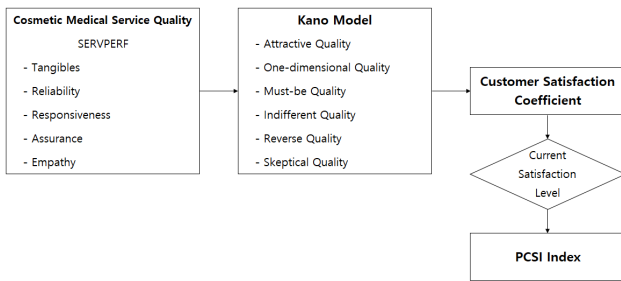 Cosmetic Medical Service Quality
SERVPERF
- Tangibles
- Reliability
- Responsiveness
- Assurance
- Empathy
Kano Model
- Attractive Quality
- One-dimensional Quality
- Must-be Quality
- Indifferent Quality
- Reverse Quality
- Skeptical Quality
Customer Satisfaction
Coefficient
Current
Satisfaction
Level
PCSI Index